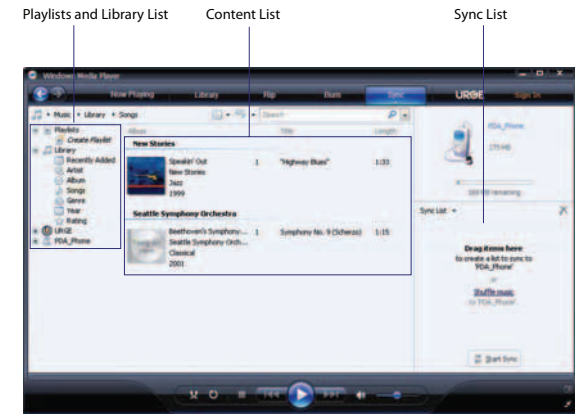 Playlists and Library List
Content List
Sync List
Windows Media Player
Now Playing
Library
Rip
Burn
Sync
URGE
Sign In
Music
Library
Songs
Search
Album
Title
Length
Playlists
Create Playlist
Library
Recently Added
Artist
Album
Songs
Genre
Year
Rating
URGE
PDA_Phone
New Stories
Speakin' Out 1 "Highway Blues" 1:33
New Stories
Jazz
1999
Seattle Symphony Orchestra
Beethoven's Symphony... 1 Symphony No. 9 (Scherzo) 1:15
Seattle Symphony Orch...
Classical
2001
PDA_Phone
remaining
Sync List
Drag items here
to create a list to sync to
'PDA_Phone'
or
Shuffle music
to 'PDA_Phone'
Start Sync